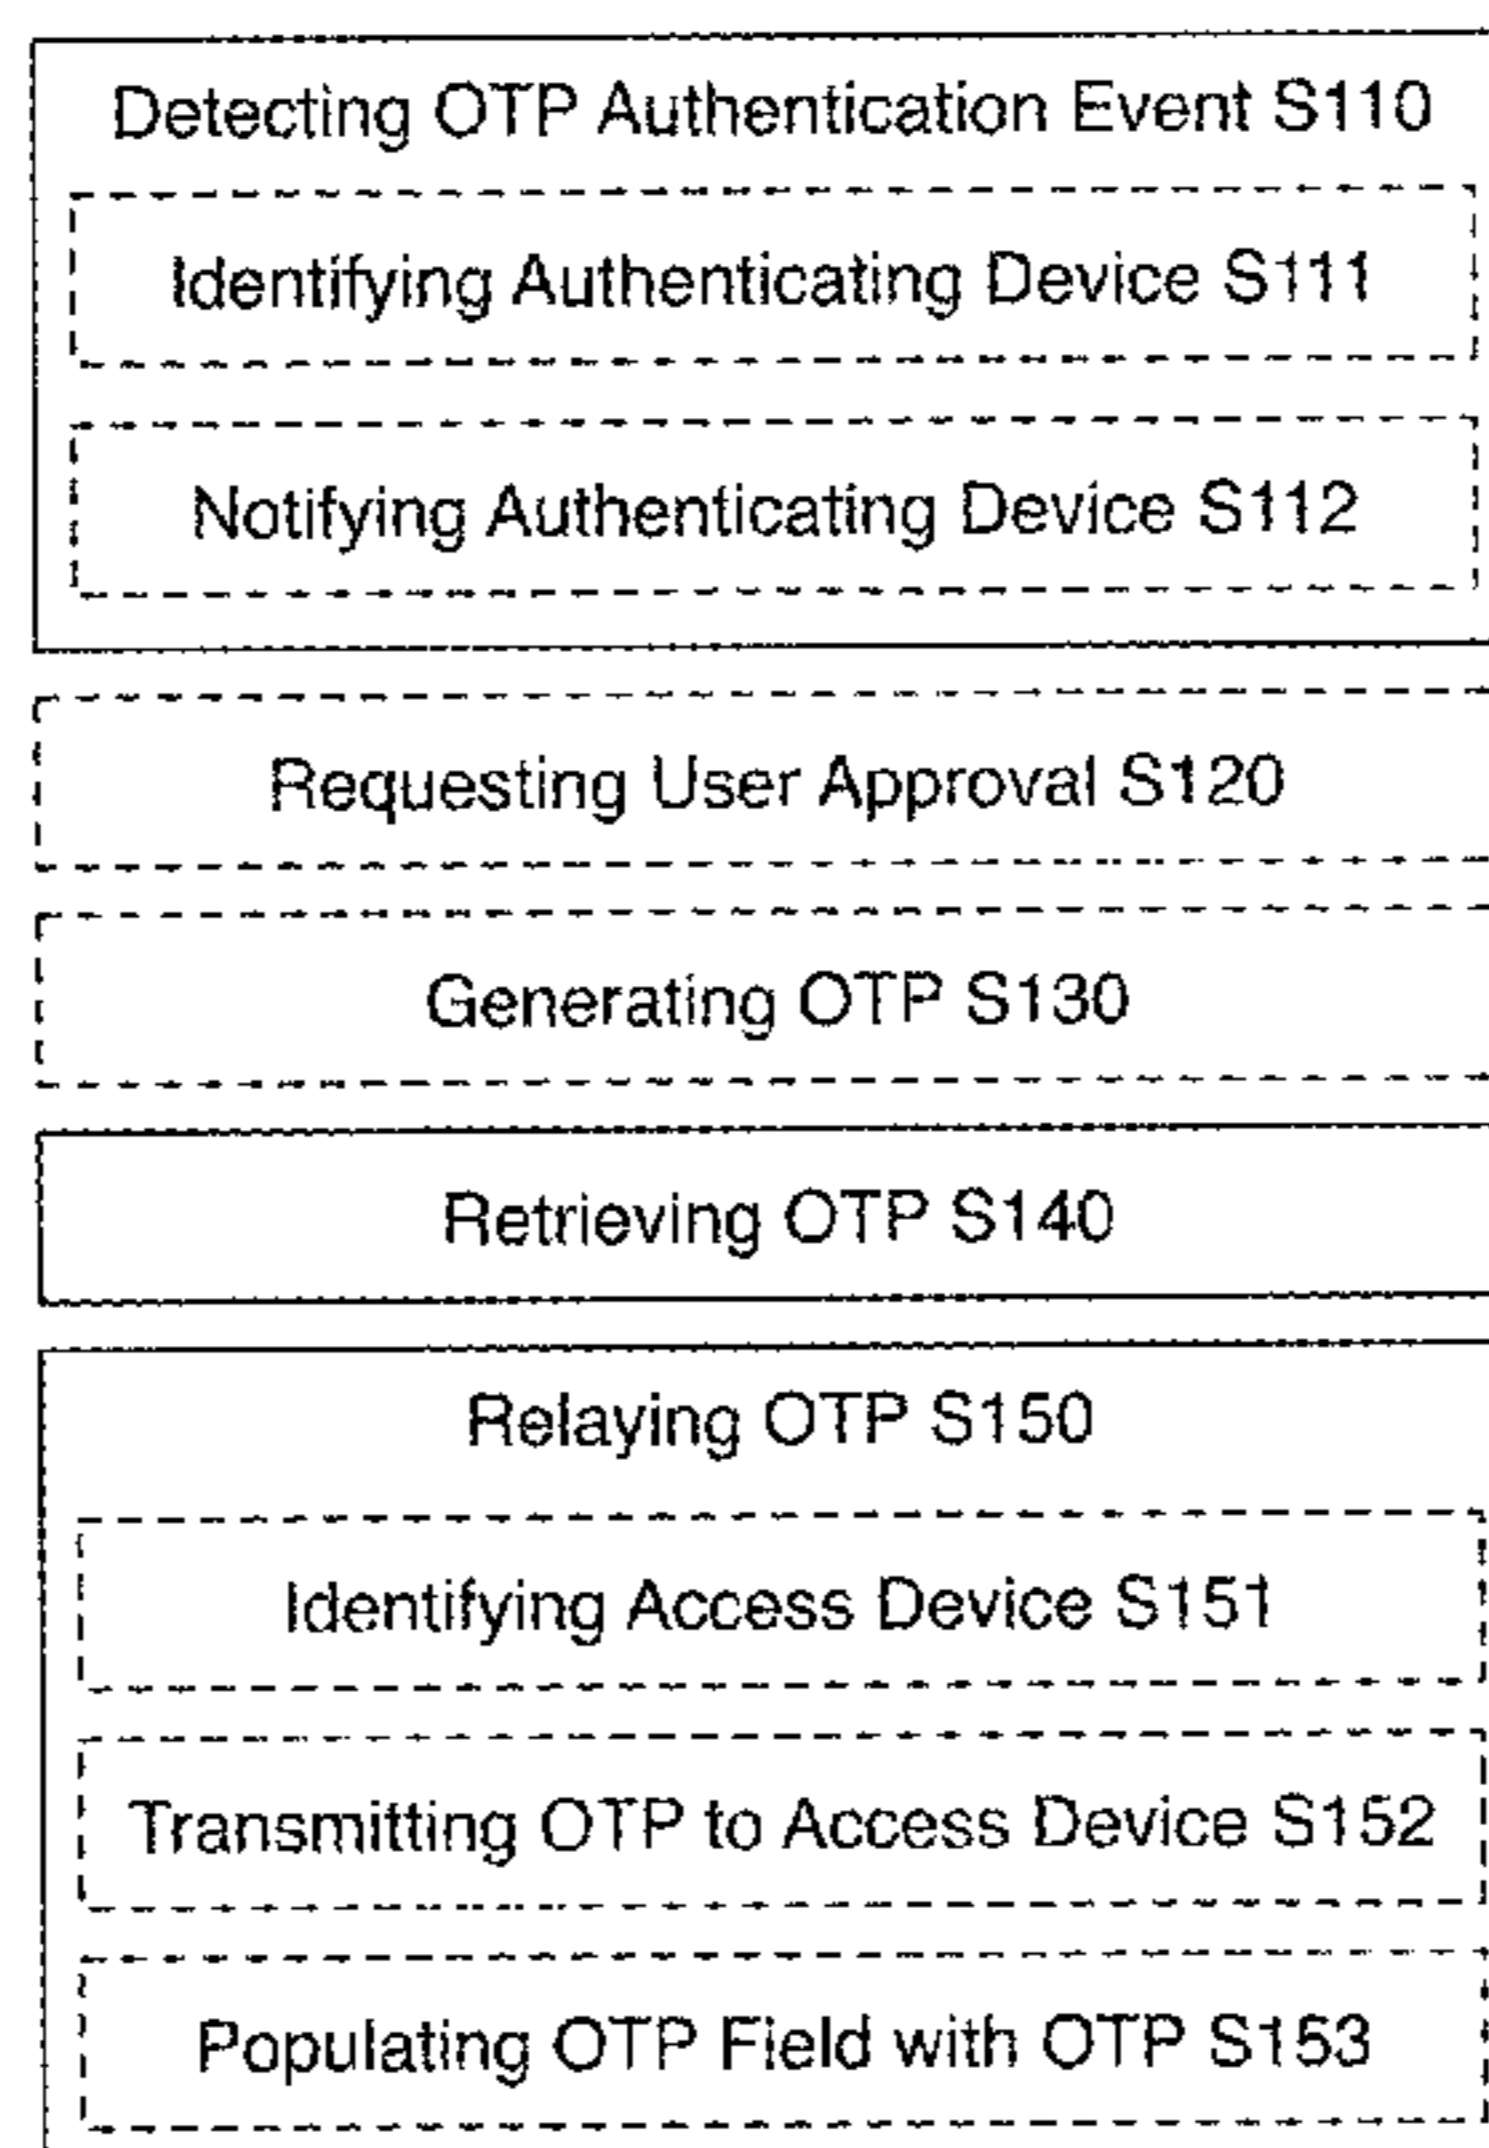 Detecting OTP Authentication Event S110
Identifying Authenticating Device S111
Notifying Authenticating Device S112
Requesting User Approval S120
Generating OTP S130
Retrieving OTP S140
Relaying OTP S150
Identifying Access Device S151
Transmitting OTP to Access Device S152
Populating OTP Field with OTP S153